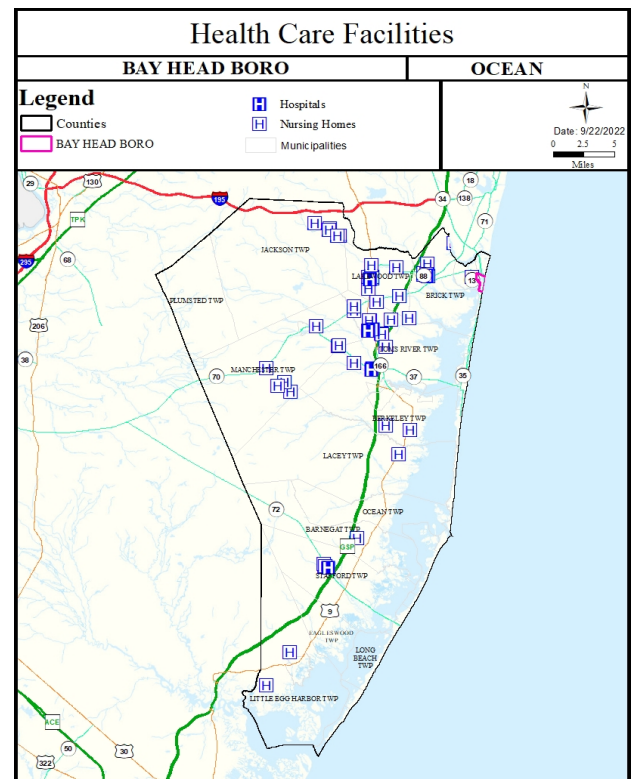 Health Care Facilities
BAY HEAD BORO
OCEAN
Legend
Counties
BAY HEAD BORO
H Hospitals
H Nursing Homes
Municipalities
N
Date: 9/22/2022
0 2.5 5
Miles
29
130
195
18
34
138
71
TPK
JACKSON TWP
68
295
LAKEWOOD TWP
88
13
BRICK TWP
PLUMSTED TWP
206
TOMS RIVER TWP
38
MANCHESTER TWP
166
70
37
35
BERKELEY TWP
LACEY TWP
72
OCEAN TWP
BARNEGAT TWP
GSP
STAFFORD TWP
9
EAGLESWOOD
TWP
LONG
BEACH
TWP
LITTLE EGG HARBOR TWP
ACE
50
30
322